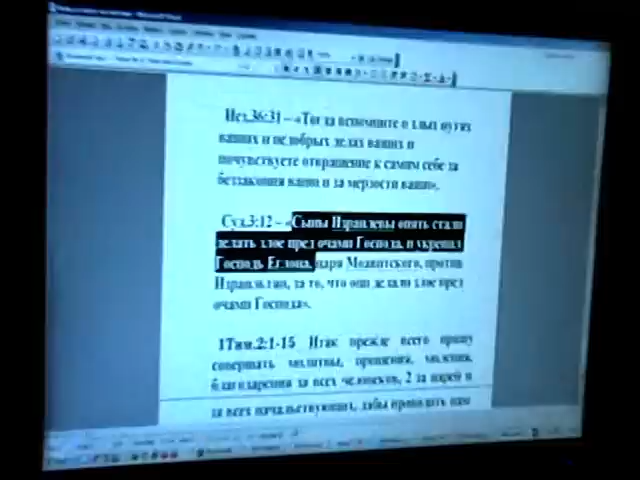 Иез.36:31 – «Тогда вспомните о злых путях
ваших и недобрых делах ваших и
почувствуете отвращение к самим себе за
беззакония ваши и за мерзости ваши».
Суд.3:12 – «Сыны Израилевы опять стали
делать злое пред очами Господа, и укрепил
Господь Еглона, царя Моавитского, против
Израильтян, за то, что они делали злое пред
очами Господа».
1Тим.2:1-15 Итак прежде всего прошу
совершать молитвы, прошения, моления,
благодарения за всех человеков, 2 за царей и
за всех начальствующих, дабы проводить нам